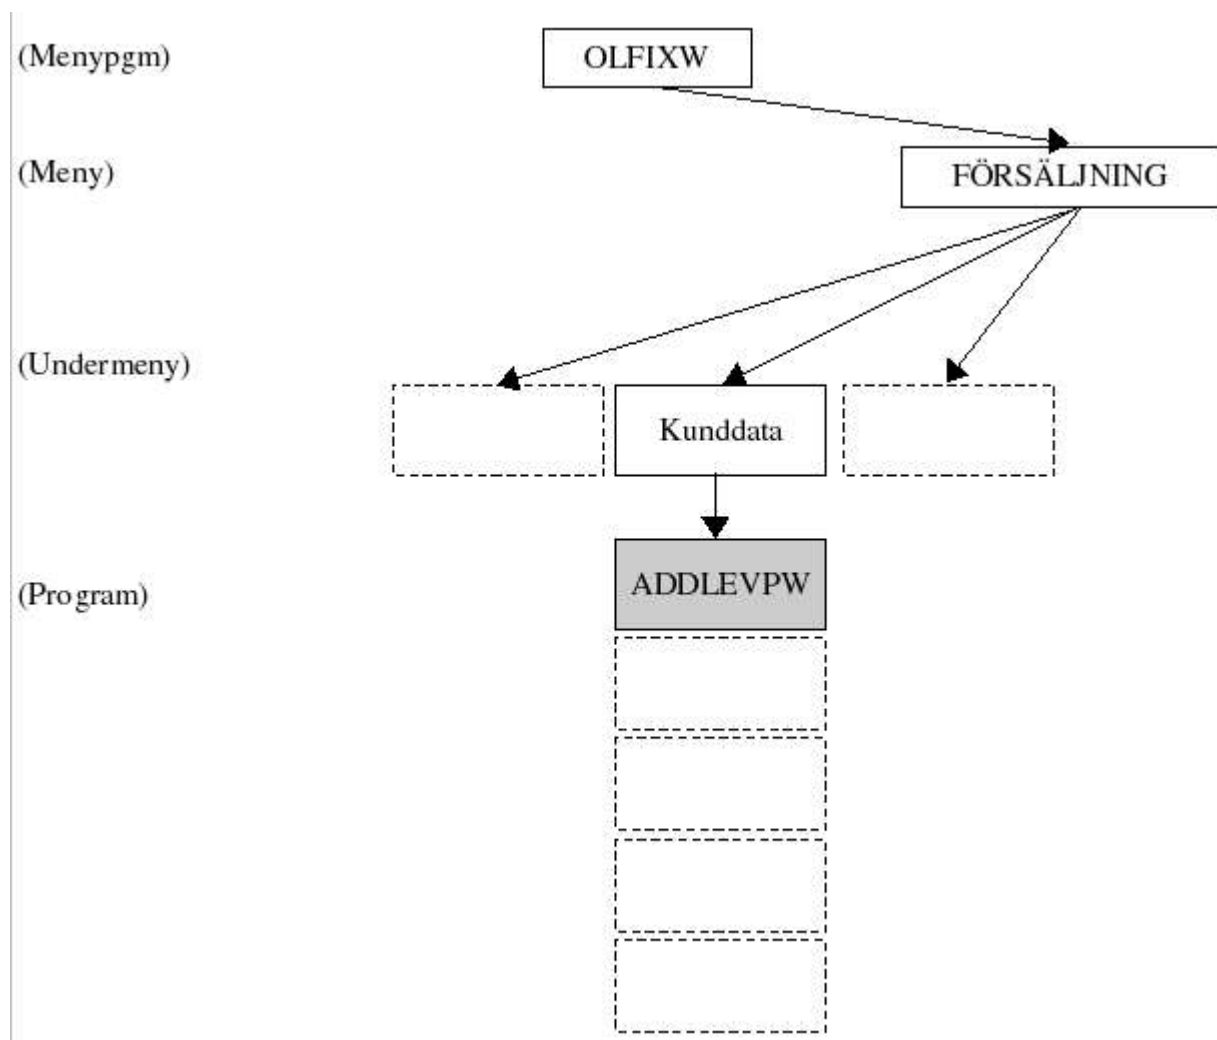 (Menypgm)
OLFIXW
(Meny)
FÖRSÄLJNING
(Undermeny)
Kunddata
ADDLEVPW
(Program)